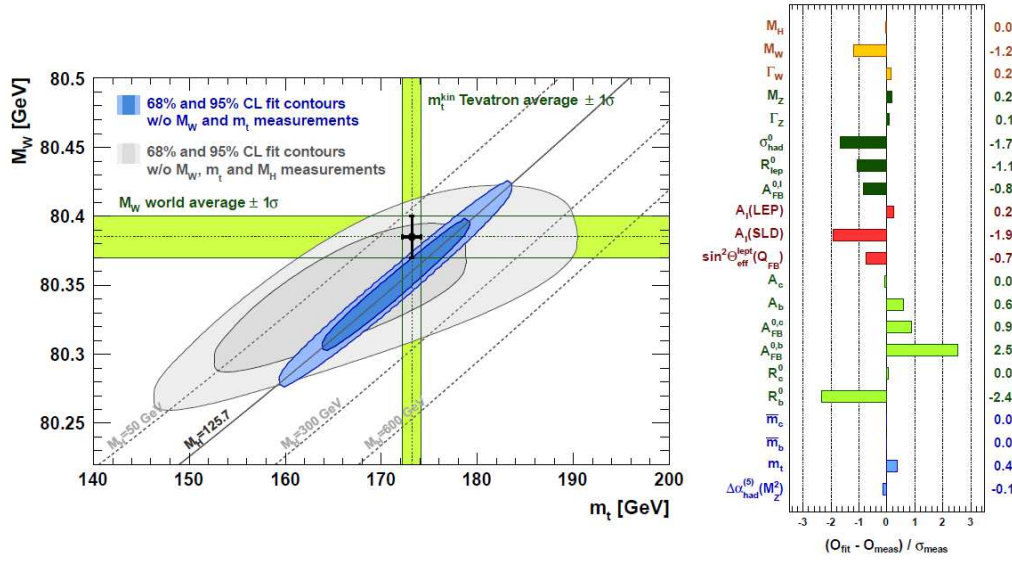 80.5
80.45
80.4
80.35
80.3
80.25
M_W [GeV]
68% and 95% CL fit contours
w/o M_W and m_t measurements
68% and 95% CL fit contours
w/o M_W, m_t and M_H measurements
m_t^kin Tevatron average ± 1σ
M_W world average ± 1σ
M_H=50 GeV
M_H=125.7
M_H=300 GeV
M_H=600 GeV
140 150 160 170 180 190 200
m_t [GeV]
M_H 0.0
M_W -1.2
Γ_W 0.2
M_Z 0.2
Γ_Z 0.1
σ^0_had -1.7
R^0_lep -1.1
A^0,l_FB -0.8
A_l(LEP) 0.2
A_l(SLD) -1.9
sin²Θ^lept_eff(Q_FB) -0.7
A_c 0.0
A_b 0.6
A^0,c_FB 0.9
A^0,b_FB 2.5
R^0_c 0.0
R^0_b -2.4
m̅_c 0.0
m̅_b 0.0
m_t 0.4
Δα^(5)_had(M²_Z) -0.1
-3 -2 -1 0 1 2 3
(O_fit - O_meas) / σ_meas